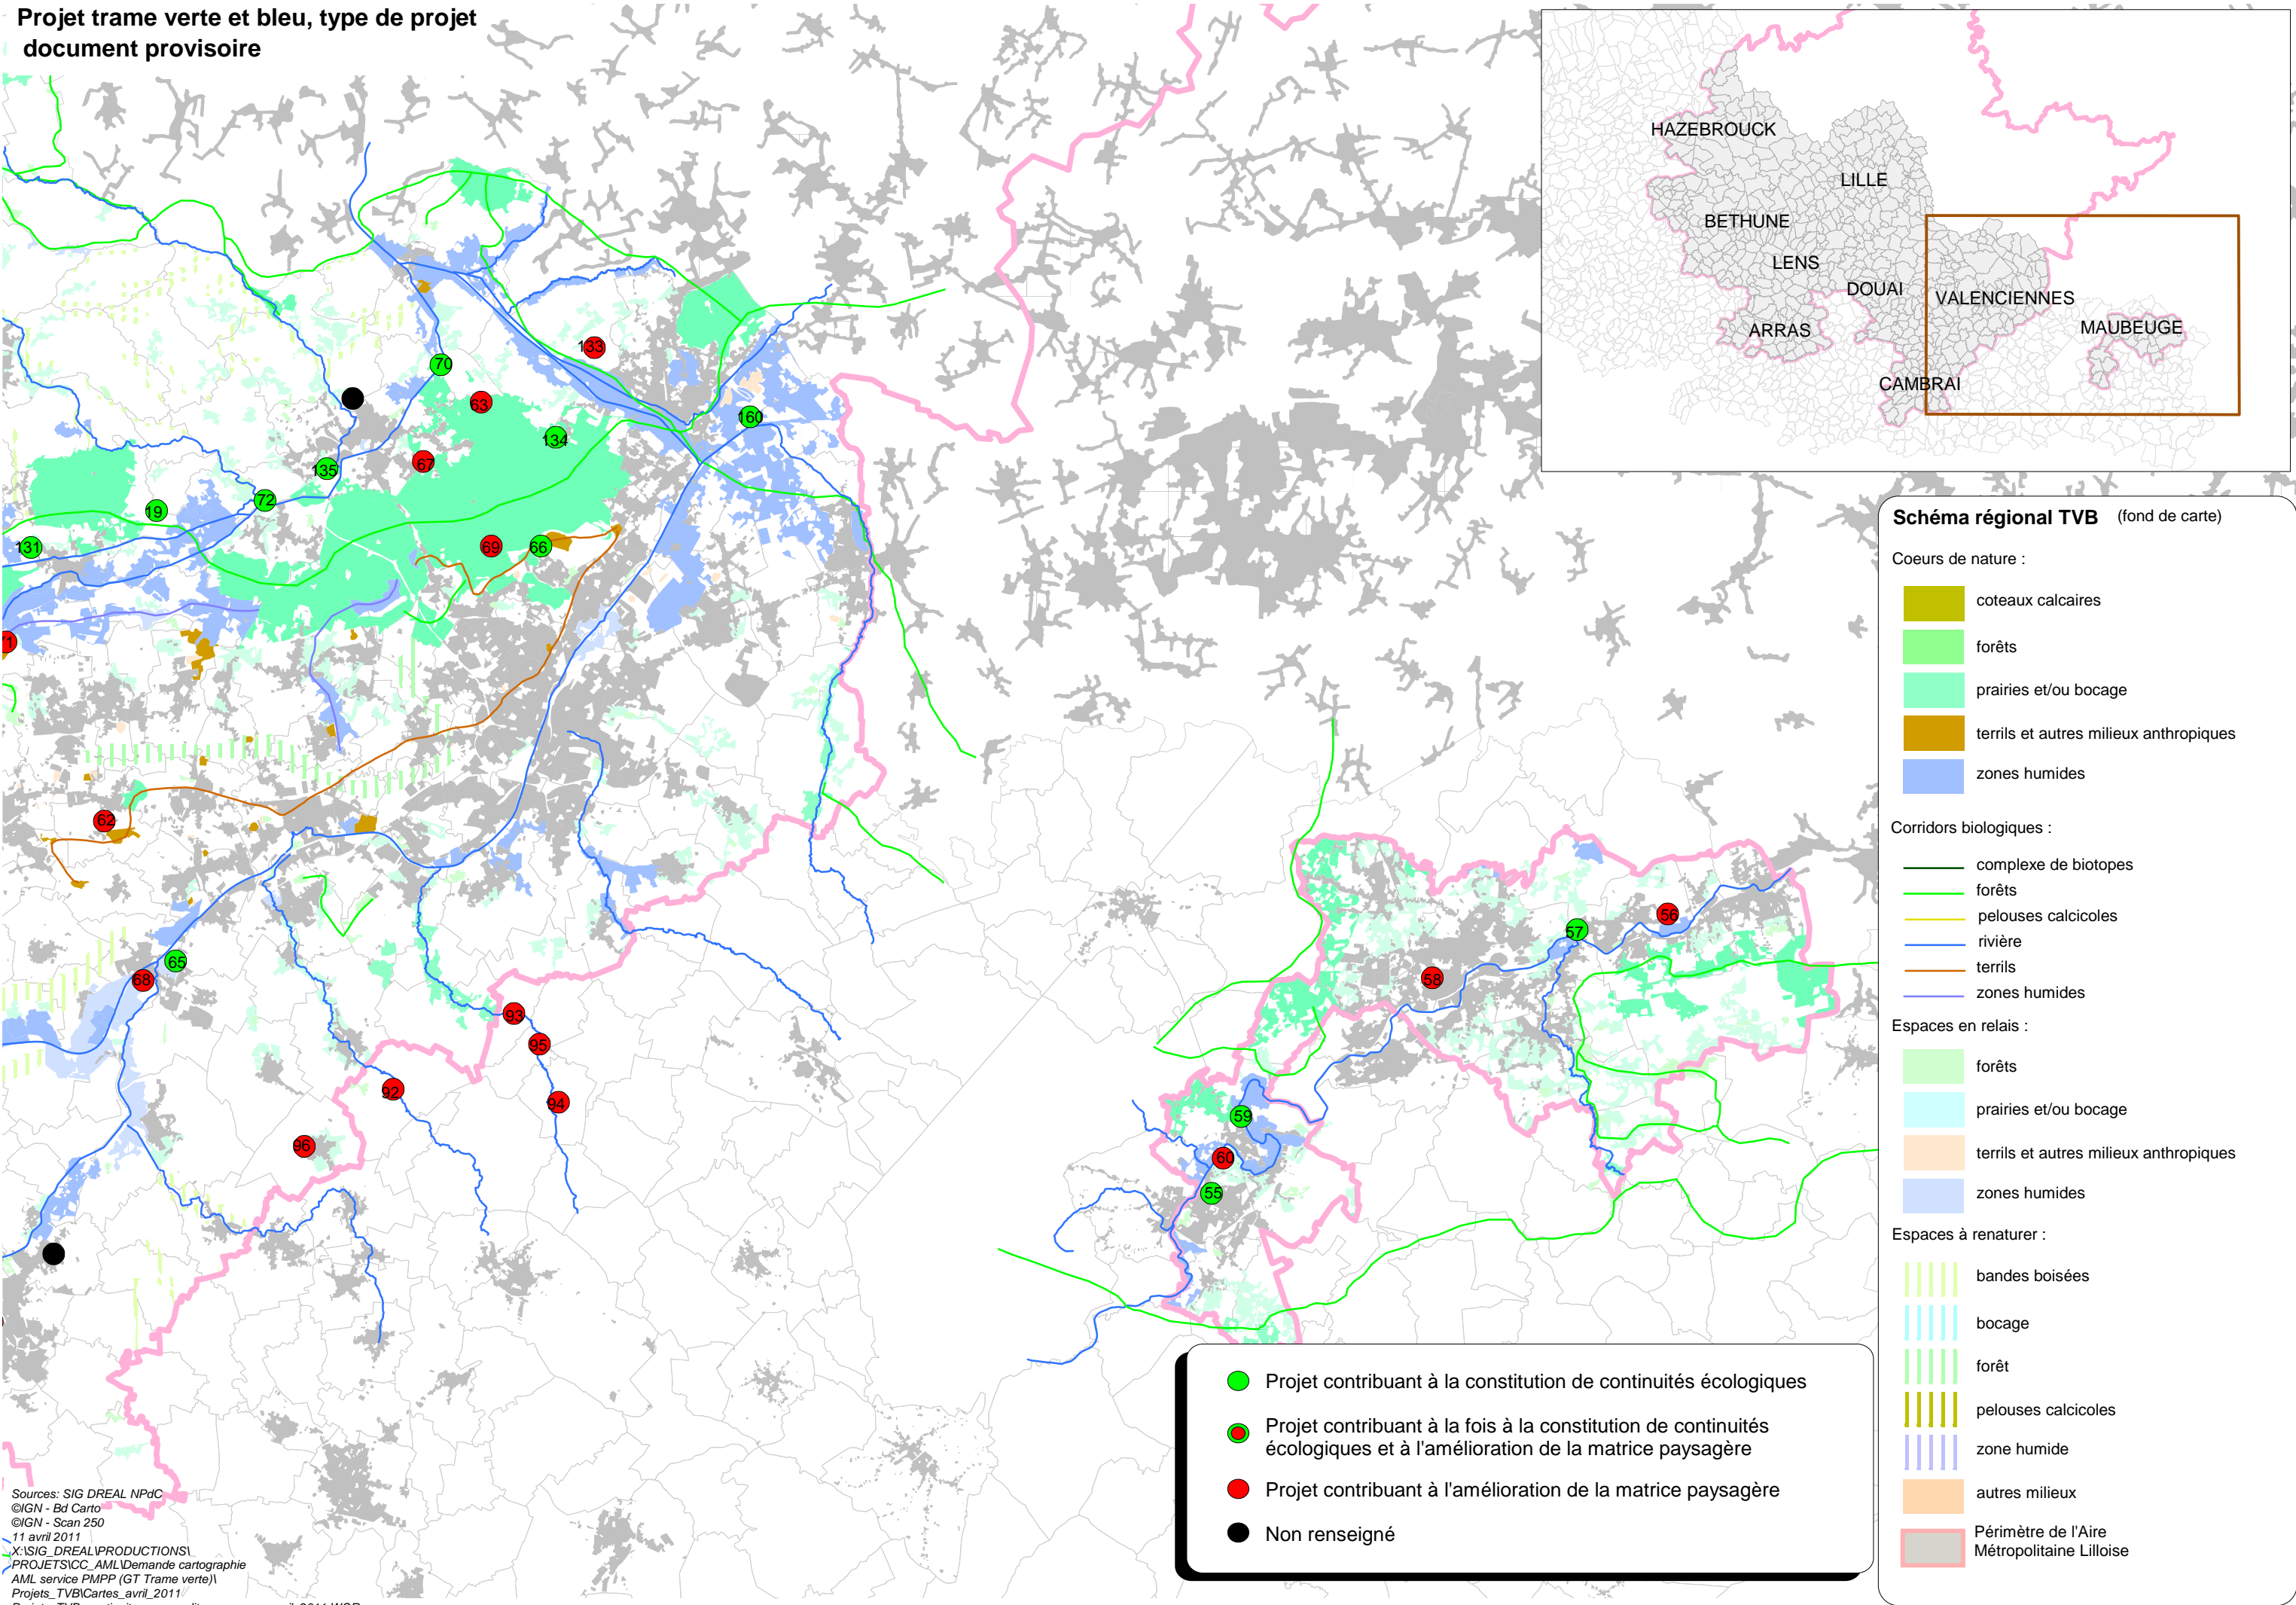 Projet trame verte et bleu, type de projet
document provisoire
HAZEBROUCK
LILLE
BETHUNE
LENS
DOUAI
VALENCIENNES
ARRAS
MAUBEUGE
CAMBRAI
133
70
63
160
134
67
135
72
19
131
69
66
71
62
65
68
93
95
92
94
96
56
57
58
59
60
55
Schéma régional TVB (fond de carte)
Coeurs de nature :
coteaux calcaires
forêts
prairies et/ou bocage
terrils et autres milieux anthropiques
zones humides
Corridors biologiques :
complexe de biotopes
forêts
pelouses calcicoles
rivière
terrils
zones humides
Espaces en relais :
forêts
prairies et/ou bocage
terrils et autres milieux anthropiques
zones humides
Espaces à renaturer :
bandes boisées
bocage
forêt
pelouses calcicoles
zone humide
autres milieux
Périmètre de l'Aire
Métropolitaine Lilloise
Projet contribuant à la constitution de continuités écologiques
Projet contribuant à la fois à la constitution de continuités
écologiques et à l'amélioration de la matrice paysagère
Projet contribuant à l'amélioration de la matrice paysagère
Non renseigné
Sources: SIG DREAL NPdC
©IGN - Bd Carto
©IGN - Scan 250
11 avril 2011
X:\SIG_DREAL\PRODUCTIONS\
PROJETS\CC_AML\Demande cartographie
AML service PMPP (GT Trame verte)\
Projets_TVB\Cartes_avril_2011